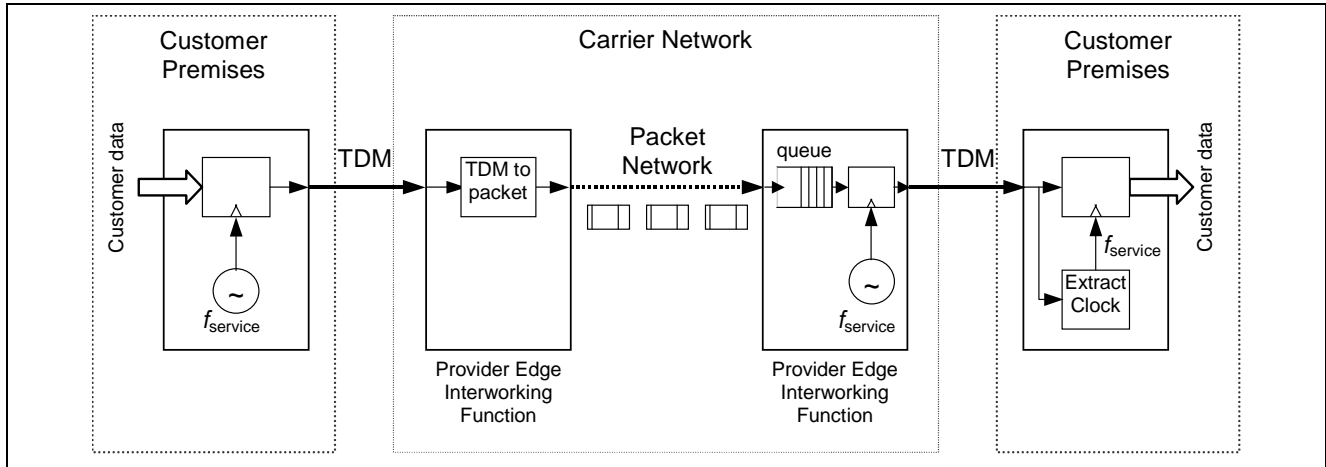 Customer
Premises
Carrier Network
Customer
Premises
Customer data
TDM
TDM to
packet
Packet
Network
queue
TDM
Customer data
~
fservice
~
fservice
fservice
Extract
Clock
Provider Edge
Interworking
Function
Provider Edge
Interworking
Function